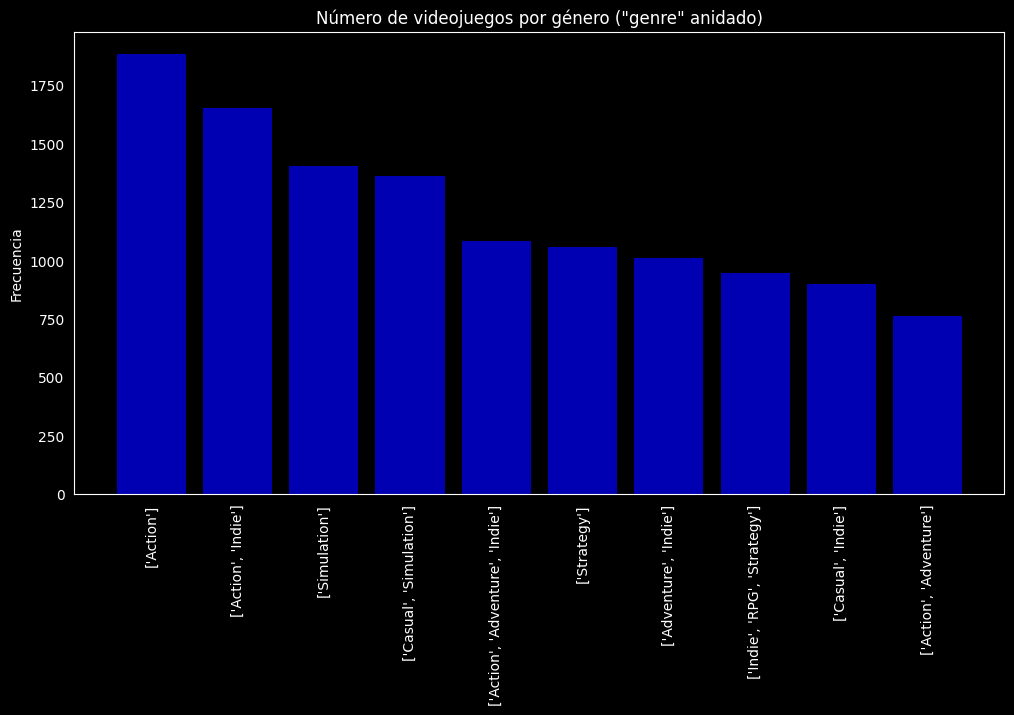 Número de videojuegos por género ("genre" anidado)
Frecuencia
1750
1500
1250
1000
750
500
250
0
['Action']
['Action', 'Indie']
['Simulation']
['Casual', 'Simulation']
['Action', 'Adventure', 'Indie']
['Strategy']
['Adventure', 'Indie']
['Indie', 'RPG', 'Strategy']
['Casual', 'Indie']
['Action', 'Adventure']